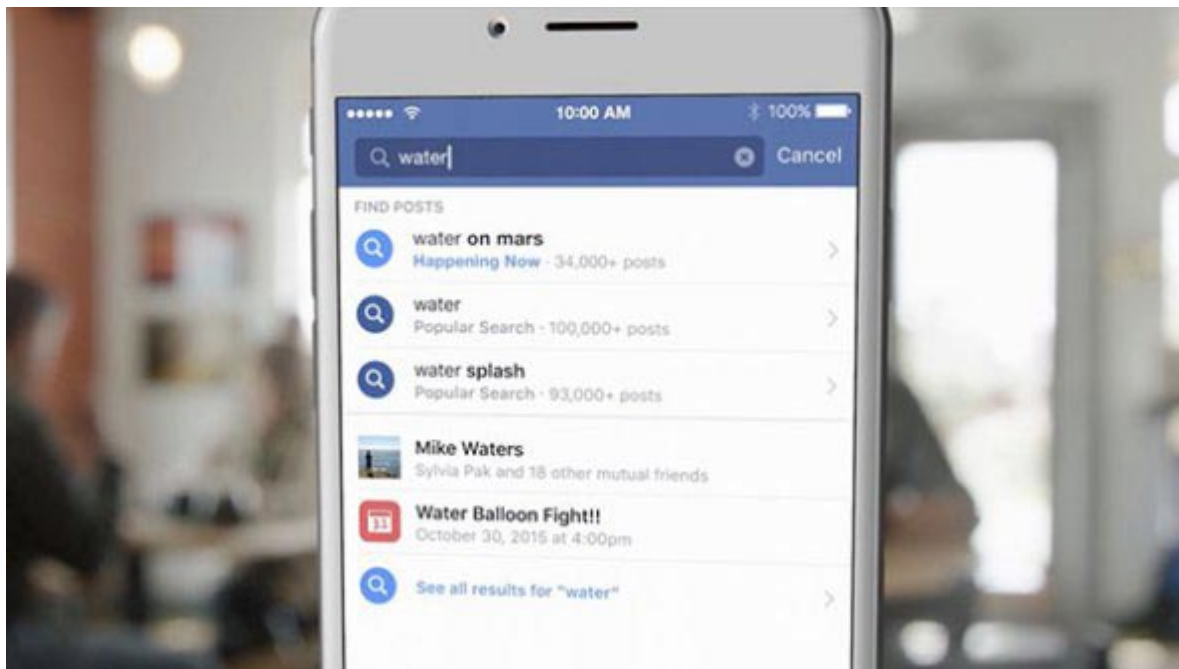 10:00 AM 100%
water Cancel
FIND POSTS
water on mars
Happening Now · 34,000+ posts
water
Popular Search · 100,000+ posts
water splash
Popular Search · 93,000+ posts
Mike Waters
Sylvia Pak and 18 other mutual friends
Water Balloon Fight!!
October 30, 2015 at 4:00pm
See all results for "water"